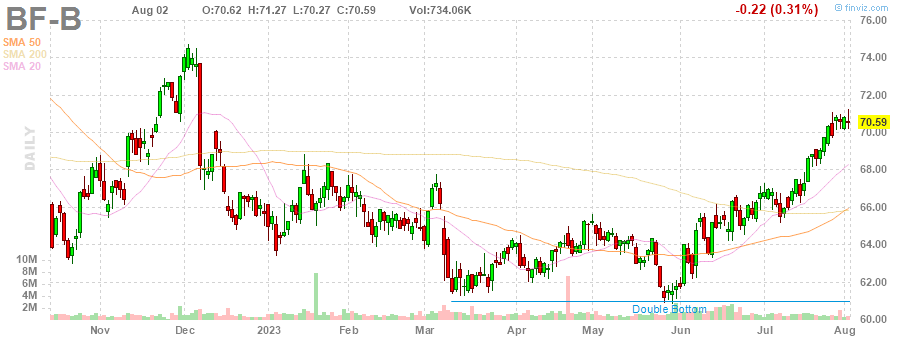 BF-B
Aug 02
O:70.62 H:71.27 L:70.27 C:70.59 Vol:734.06K
-0.22 (0.31%)
© finviz.com
SMA 50
SMA 200
SMA 20
DAILY
76.00
74.00
72.00
70.59
70.00
68.00
66.00
64.00
62.00
60.00
10M
8M
6M
4M
2M
Double Bottom
Nov Dec 2023 Feb Mar Apr May Jun Jul Aug